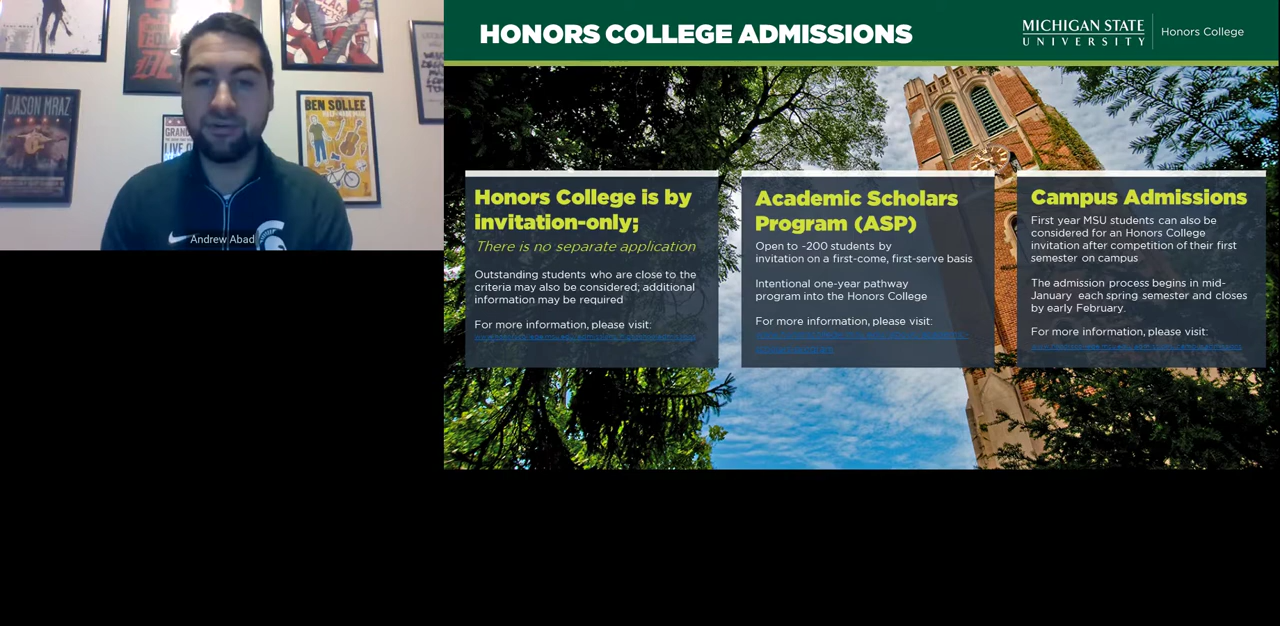 JASON MRAZ
BEN SOLLEE
Andrew Abad
HONORS COLLEGE ADMISSIONS
MICHIGAN STATE
UNIVERSITY
Honors College
Honors College is by
invitation-only;
There is no separate application
Outstanding students who are close to the
criteria may also be considered; additional
information may be required
For more information, please visit:
Academic Scholars
Program (ASP)
Open to ~200 students by
invitation on a first-come, first-serve basis
Intentional one-year pathway
program into the Honors College
For more information, please visit:
Campus Admissions
First year MSU students can also be
considered for an Honors College
invitation after competition of their first
semester on campus
The admission process begins in mid-
January each spring semester and closes
by early February.
For more information, please visit: